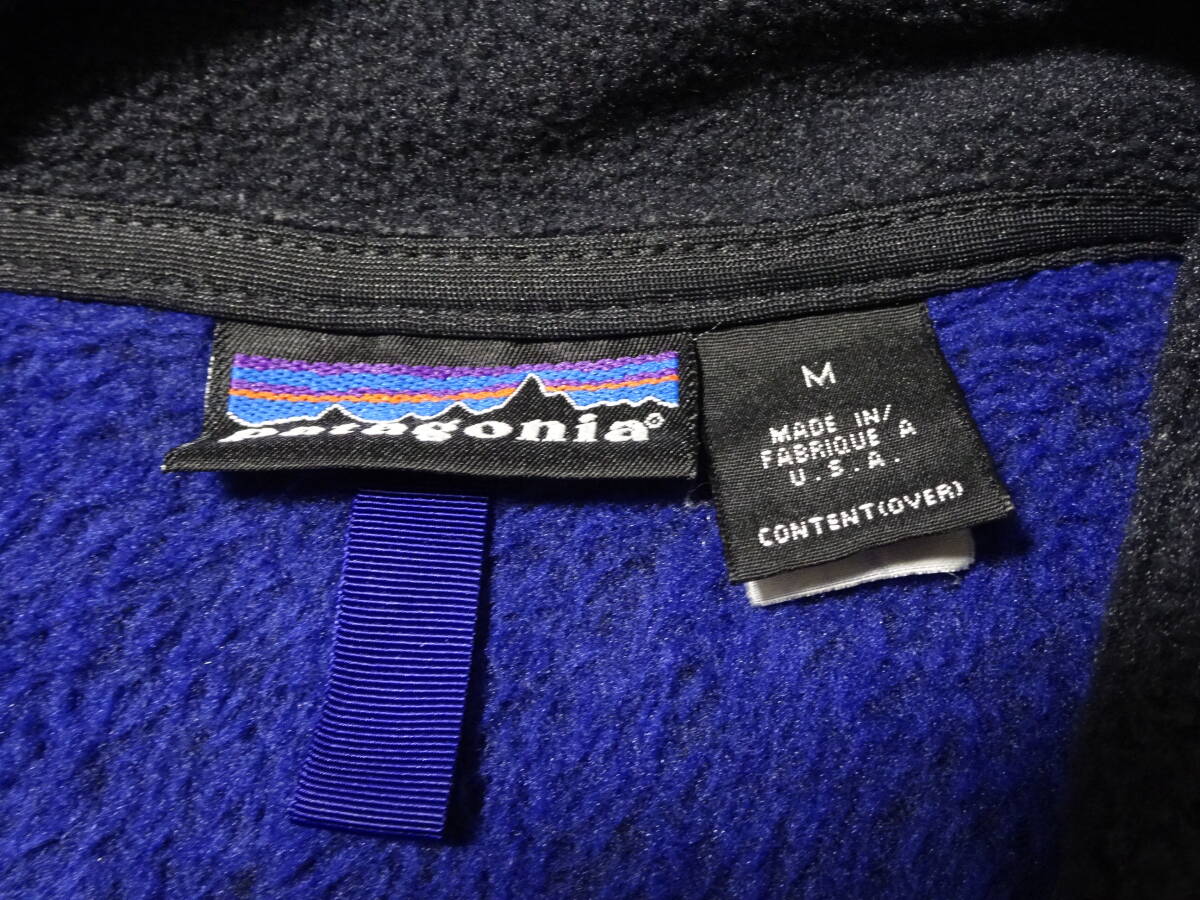 patagonia®
M
MADE IN/
FABRIQUE A
U.S.A.
CONTENT(OVER)